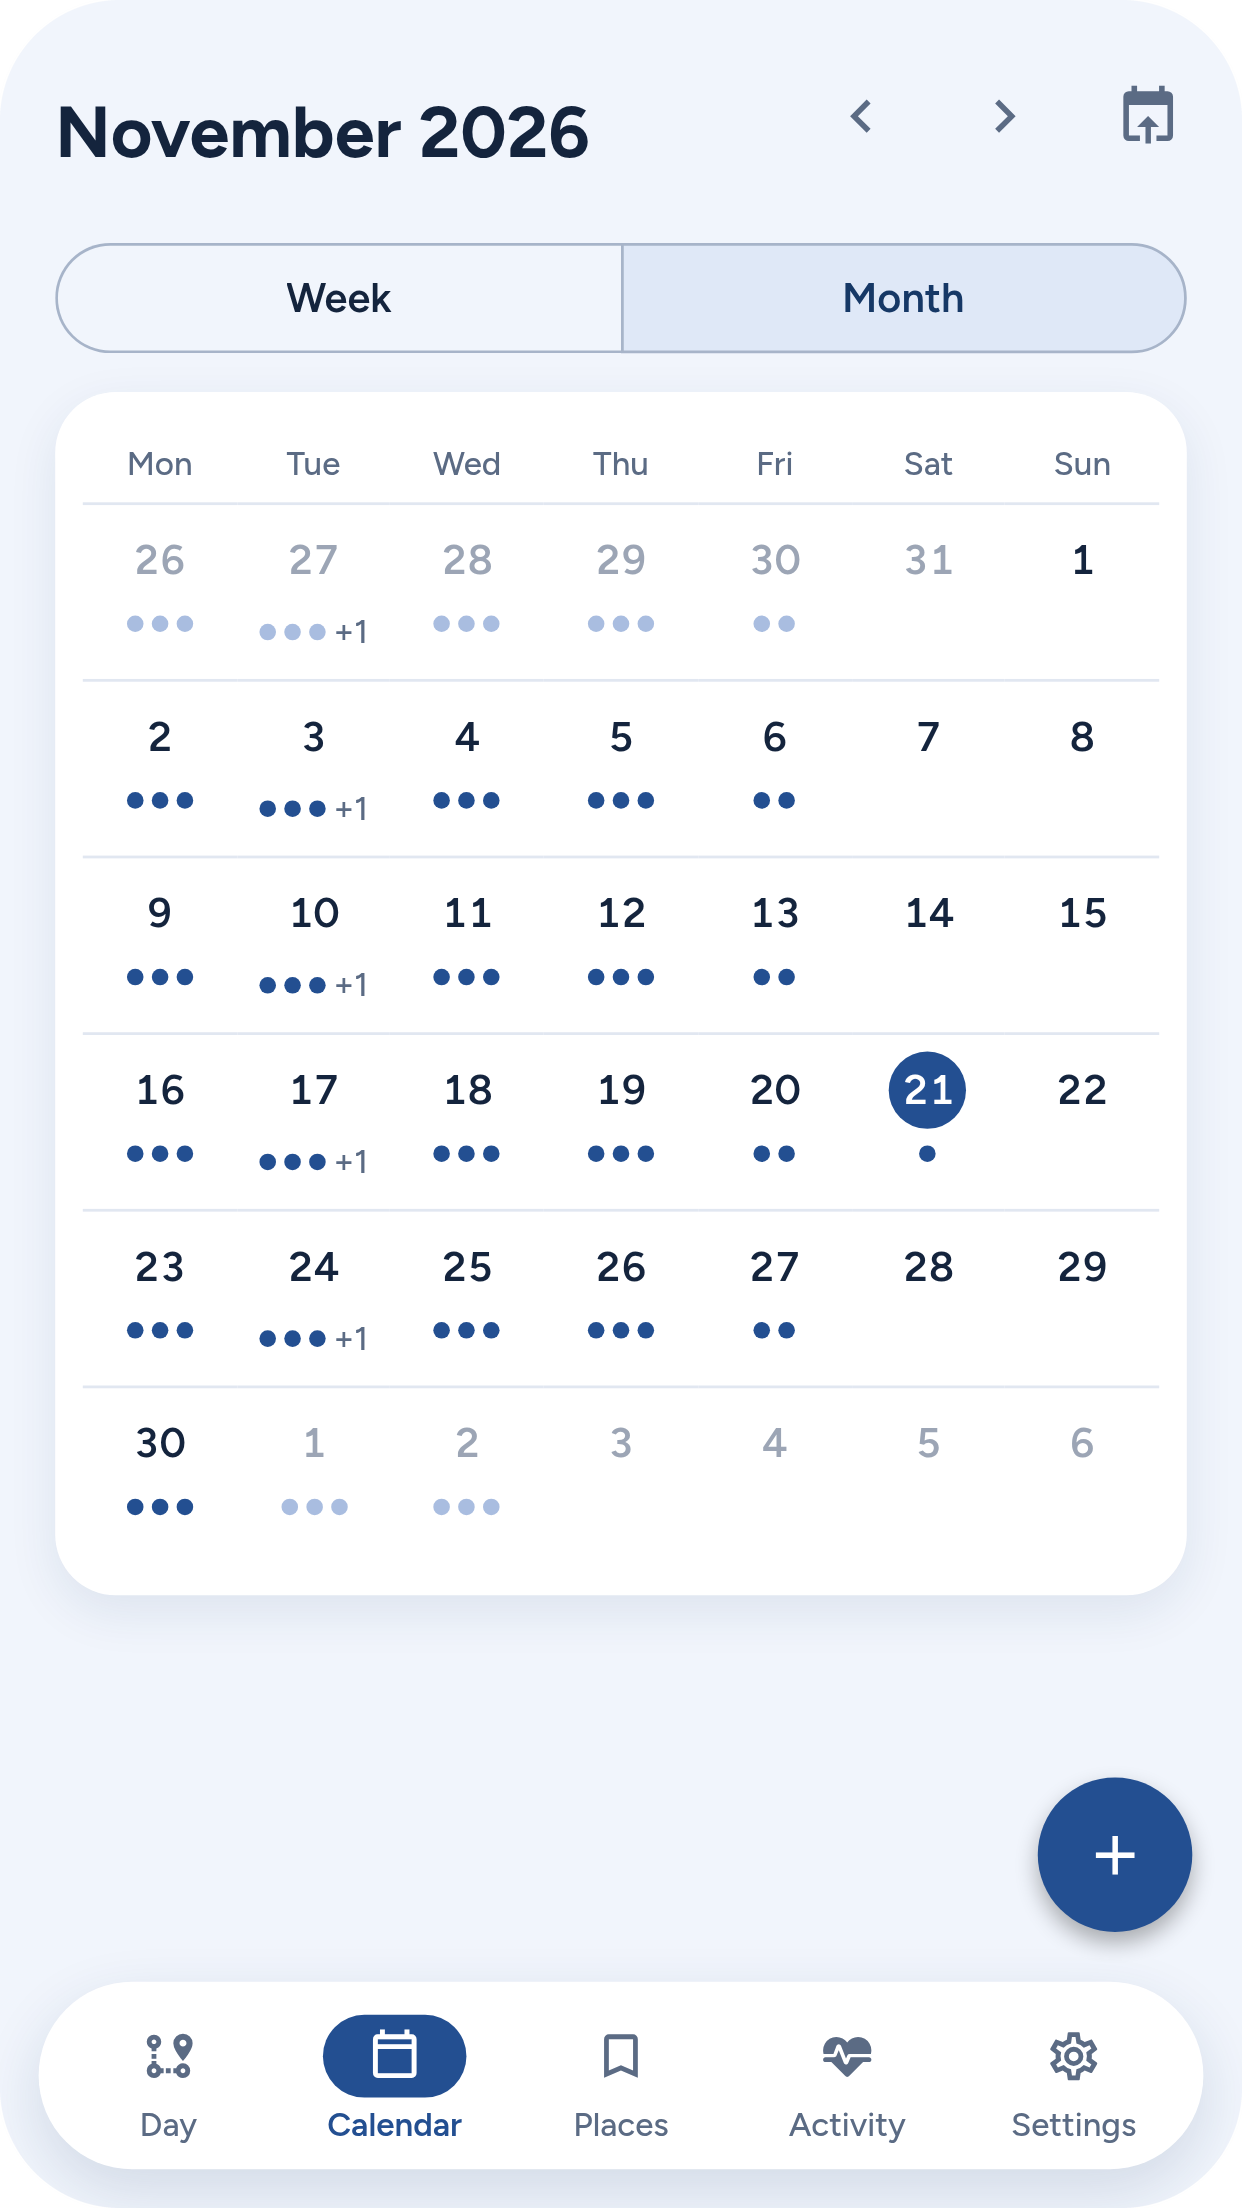 November 2026
Week Month
Mon Tue Wed Thu Fri Sat Sun
26 27 28 29 30 31 1
+1
2 3 4 5 6 7 8
+1
9 10 11 12 13 14 15
+1
16 17 18 19 20 21 22
+1
23 24 25 26 27 28 29
+1
30 1 2 3 4 5 6
Day Calendar Places Activity Settings